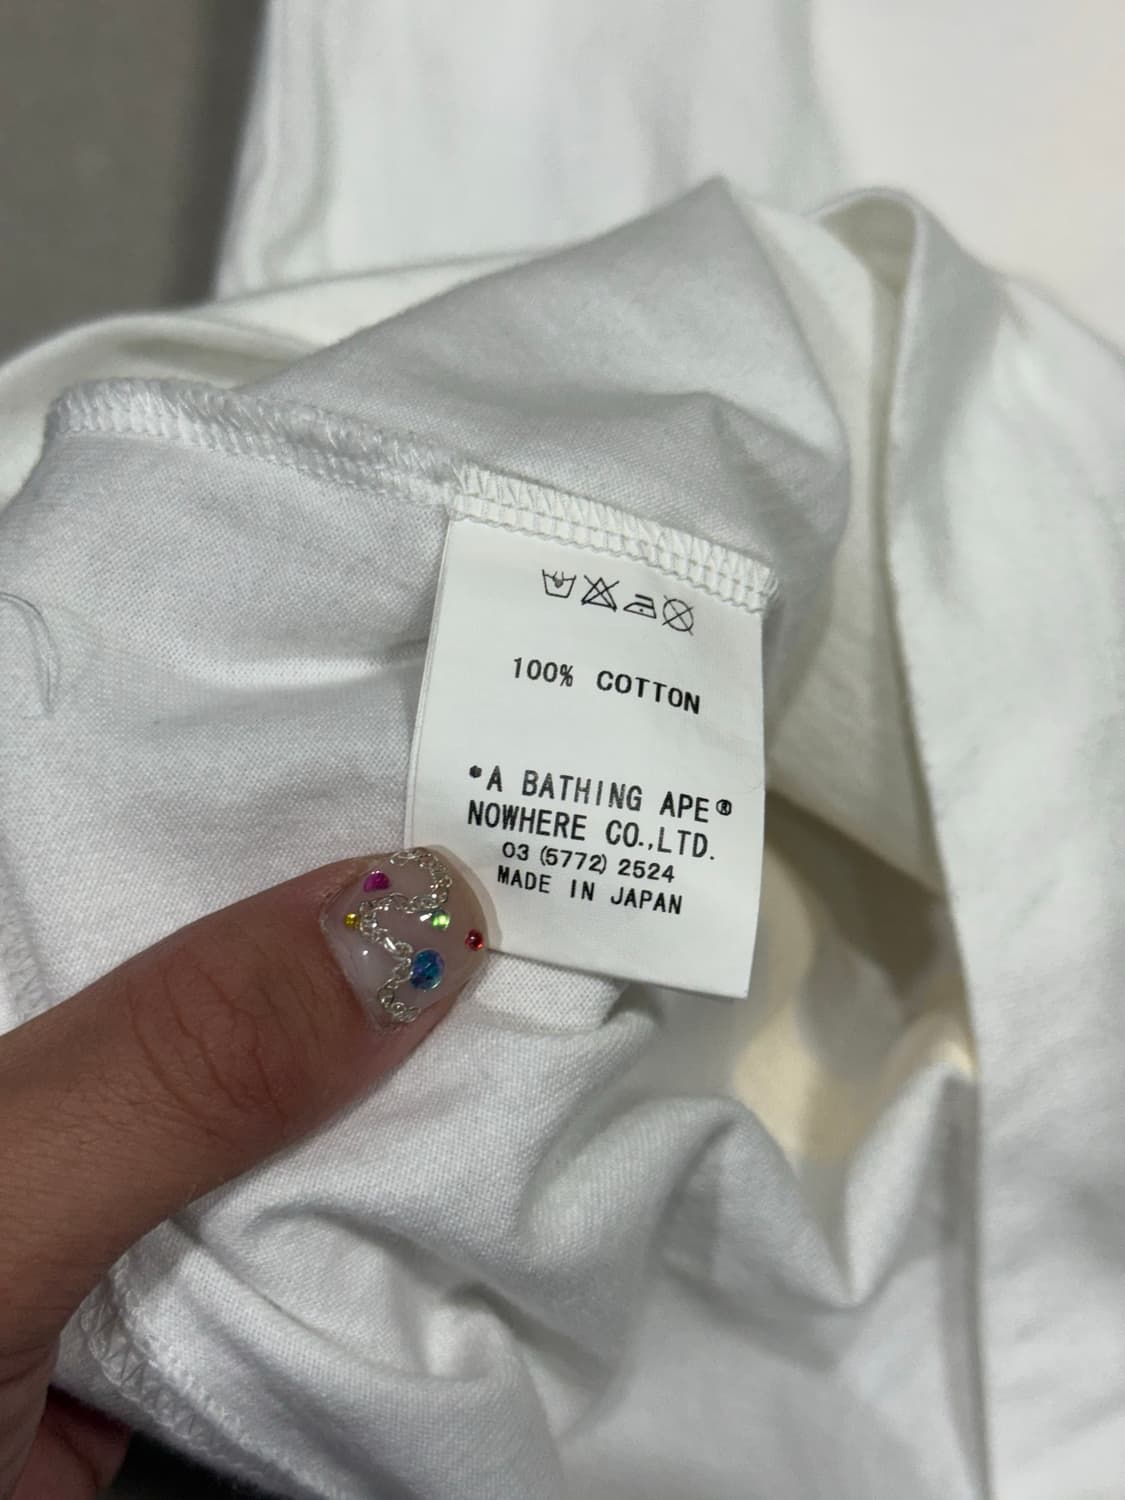 100% COTTON
•A BATHING APE®
NOWHERE CO.,LTD.
03 (5772) 2524
MADE IN JAPAN